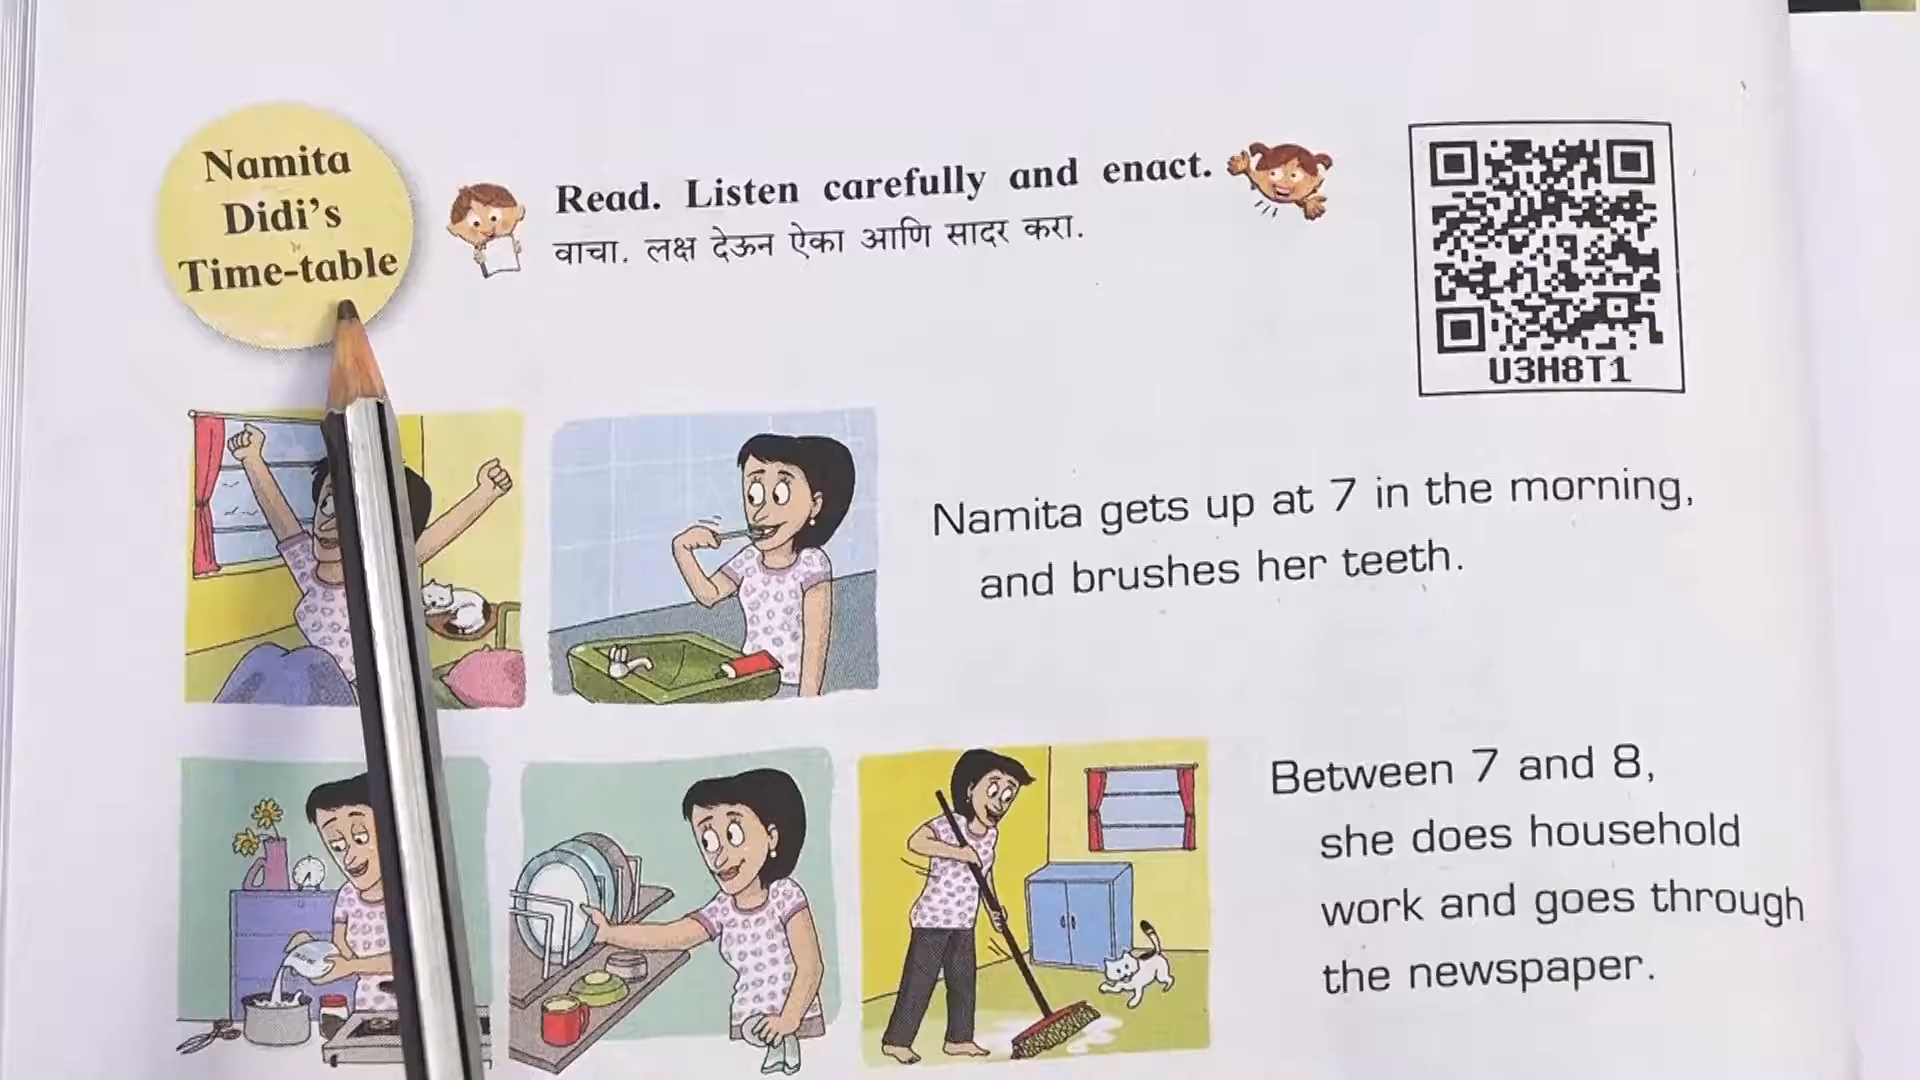 Namita
Didi's
Time-table
Read. Listen carefully and enact.
वाचा. लक्ष देऊन ऐका आणि सादर करा.
U3H8T1
Namita gets up at 7 in the morning,
and brushes her teeth.
Between 7 and 8,
she does household
work and goes through
the newspaper.